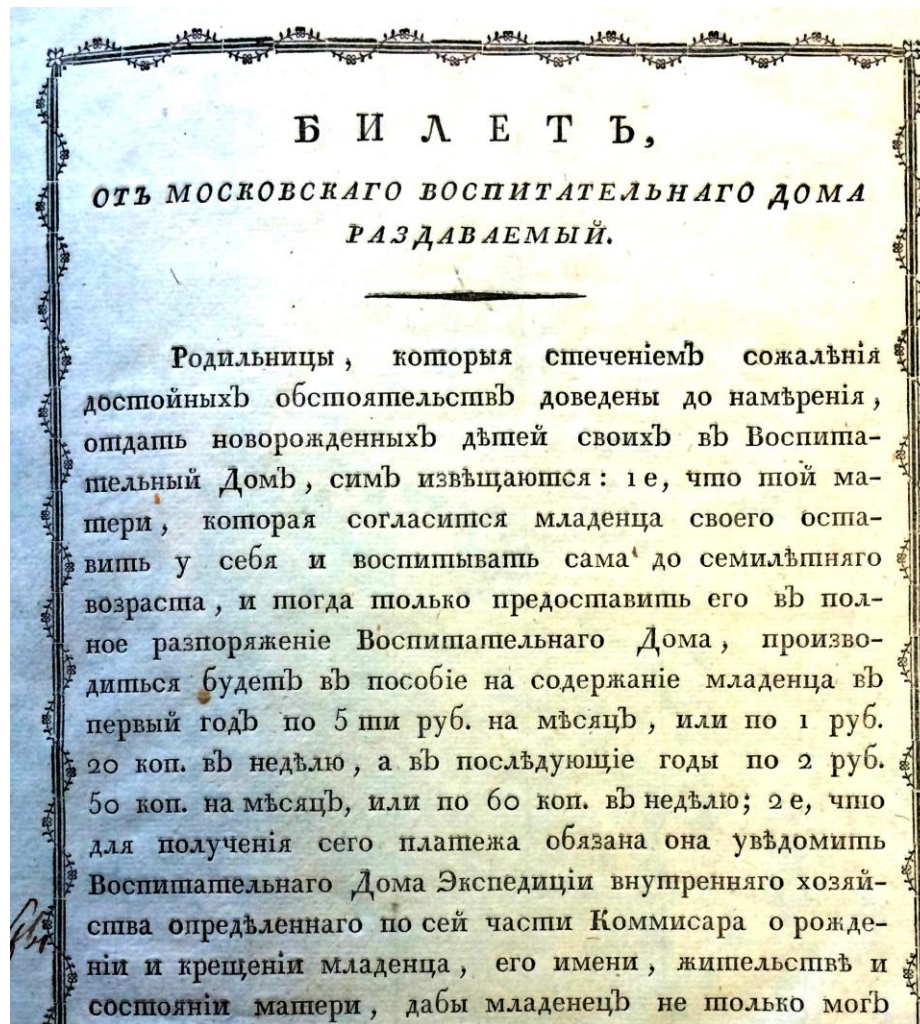 БИЛЕТЪ,
ОТЪ МОСКОВСКАГО ВОСПИТАТЕЛЬНАГО ДОМА
РАЗДАВАЕМЫЙ.
Родильницы, которыя стеченіемъ сожалѣнія
достойныхъ обстоятельствъ доведены до намѣренія,
отдать новорожденныхъ дѣтей своихъ въ Воспита-
тельный Домъ, симъ извѣщаются: 1 е, что той ма-
тери, которая согласится младенца своего оста-
вить у себя и воспитывать сама до семилѣтняго
возраста, и тогда только предоставить его въ пол-
ное разпоряженіе Воспитательнаго Дома, произво-
диться будетъ въ пособіе на содержаніе младенца въ
первый годъ по 5 ти руб. на мѣсяцъ, или по 1 руб.
20 коп. въ недѣлю, а въ послѣдующіе годы по 2 руб.
50 коп. на мѣсяцъ, или по 60 коп. въ недѣлю; 2 е, что
для полученія сего платежа обязана она увѣдомить
Воспитательнаго Дома Экспедиціи внутренняго хозяй-
ства опредѣленнаго по сей части Коммисара о рожде-
ніи и крещеніи младенца, его имени, жительствѣ и
состояніи матери, дабы младенецъ не только могъ